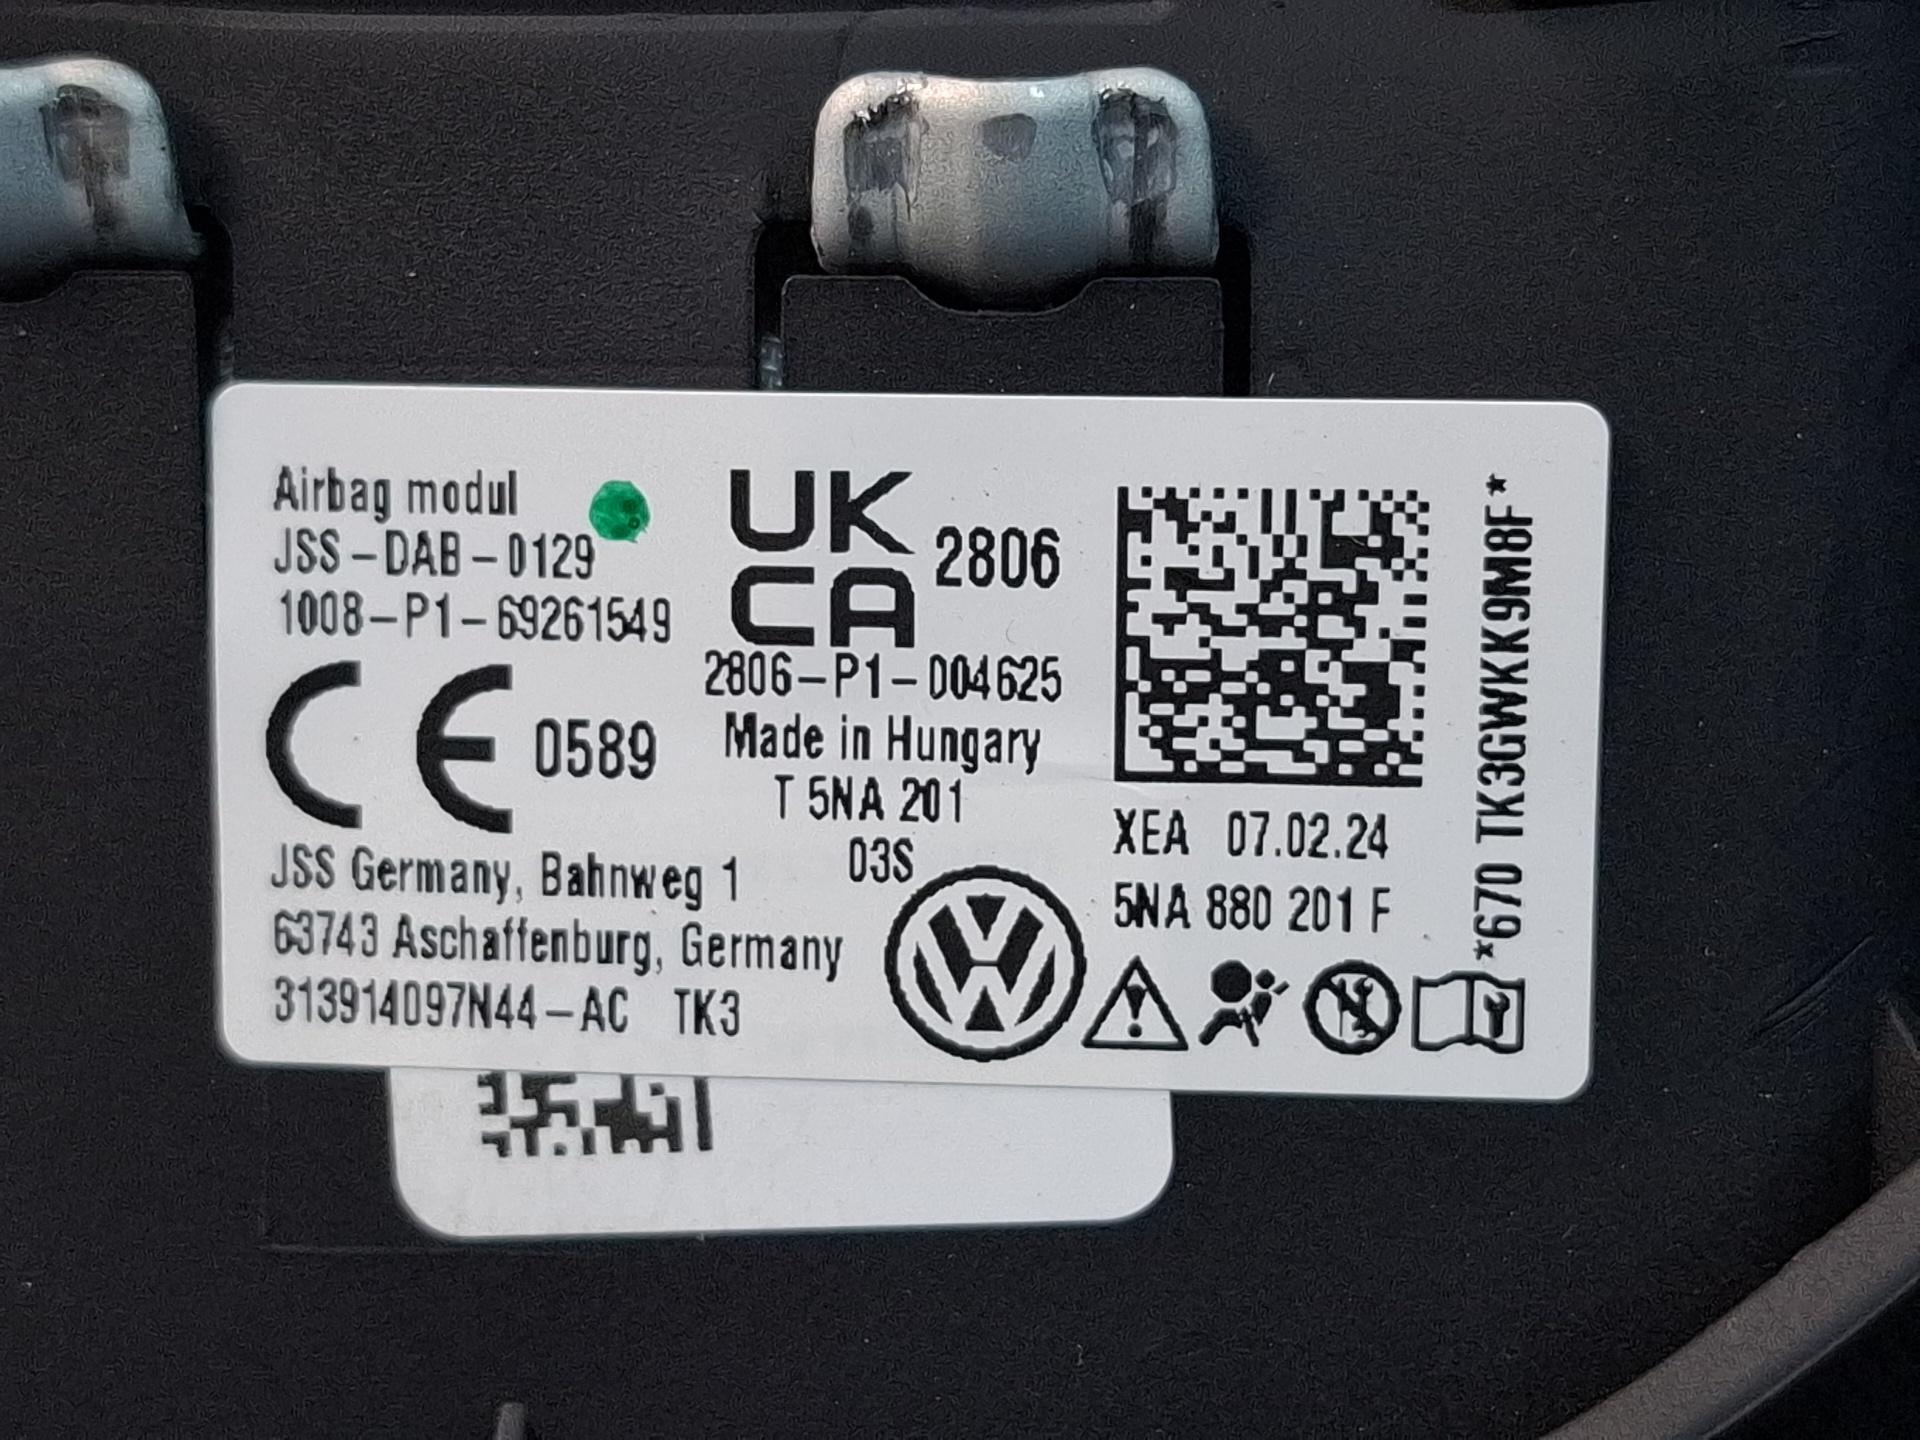 Airbag modul
JSS-DAB-0129
1008-P1-69261549
CE 0589
UK
CA 2806
2806-P1-004625
Made in Hungary
T 5NA 201
03S
JSS Germany, Bahnweg 1
63743 Aschaffenburg, Germany
313914097N44-AC TK3
XEA 07.02.24
5NA 880 201 F
*670 TK3GWKK9M8F*